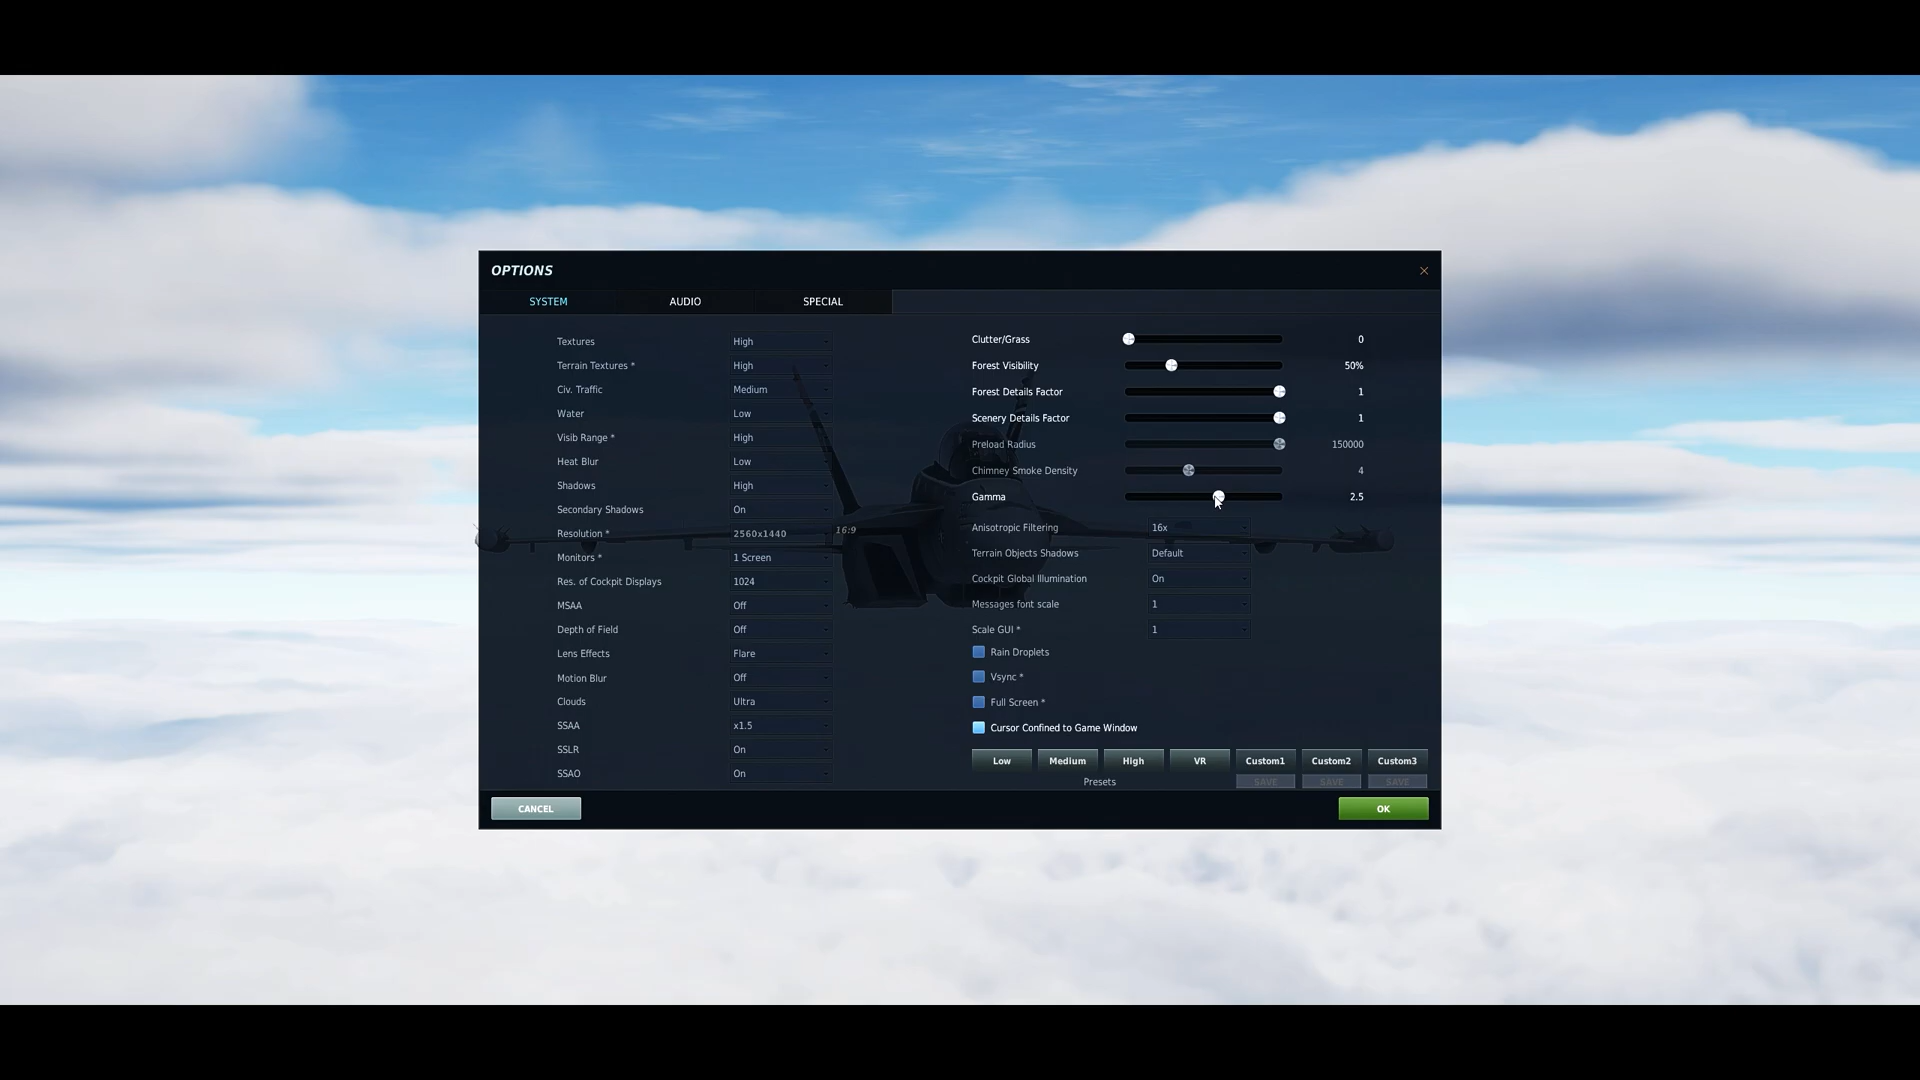 OPTIONS
SYSTEM AUDIO SPECIAL
Textures High
Terrain Textures * High
Civ. Traffic Medium
Water Low
Visib Range * High
Heat Blur Low
Shadows High
Secondary Shadows On
Resolution * 2560x1440 16:9
Monitors * 1 Screen
Res. of Cockpit Displays 1024
MSAA Off
Depth of Field Off
Lens Effects Flare
Motion Blur Off
Clouds Ultra
SSAA x1.5
SSLR On
SSAO On
Clutter/Grass 0
Forest Visibility 50%
Forest Details Factor 1
Scenery Details Factor 1
Preload Radius 150000
Chimney Smoke Density 4
Gamma 2.5
Anisotropic Filtering 16x
Terrain Objects Shadows Default
Cockpit Global Illumination On
Messages font scale 1
Scale GUI * 1
Rain Droplets
Vsync *
Full Screen *
Cursor Confined to Game Window
Low Medium High VR Custom1 Custom2 Custom3
Presets SAVE SAVE SAVE
CANCEL OK